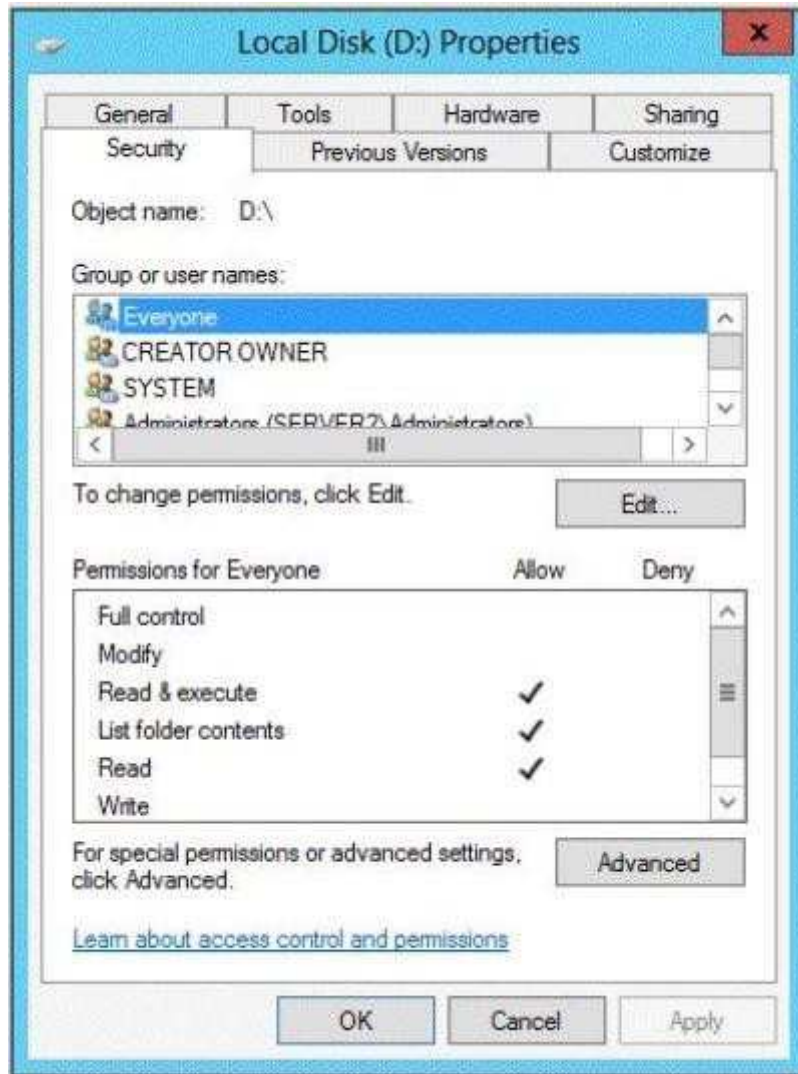 Local Disk (D:) Properties
x
General Tools Hardware Sharing
Security Previous Versions Customize
Object name: D:\
Group or user names:
Everyone
CREATOR OWNER
SYSTEM
Administrators (SERVER2\Administrators)
To change permissions, click Edit.
Edit...
Permissions for Everyone Allow Deny
Full control
Modify
Read & execute
List folder contents
Read
Write
For special permissions or advanced settings,
click Advanced.
Advanced
Learn about access control and permissions
OK Cancel Apply